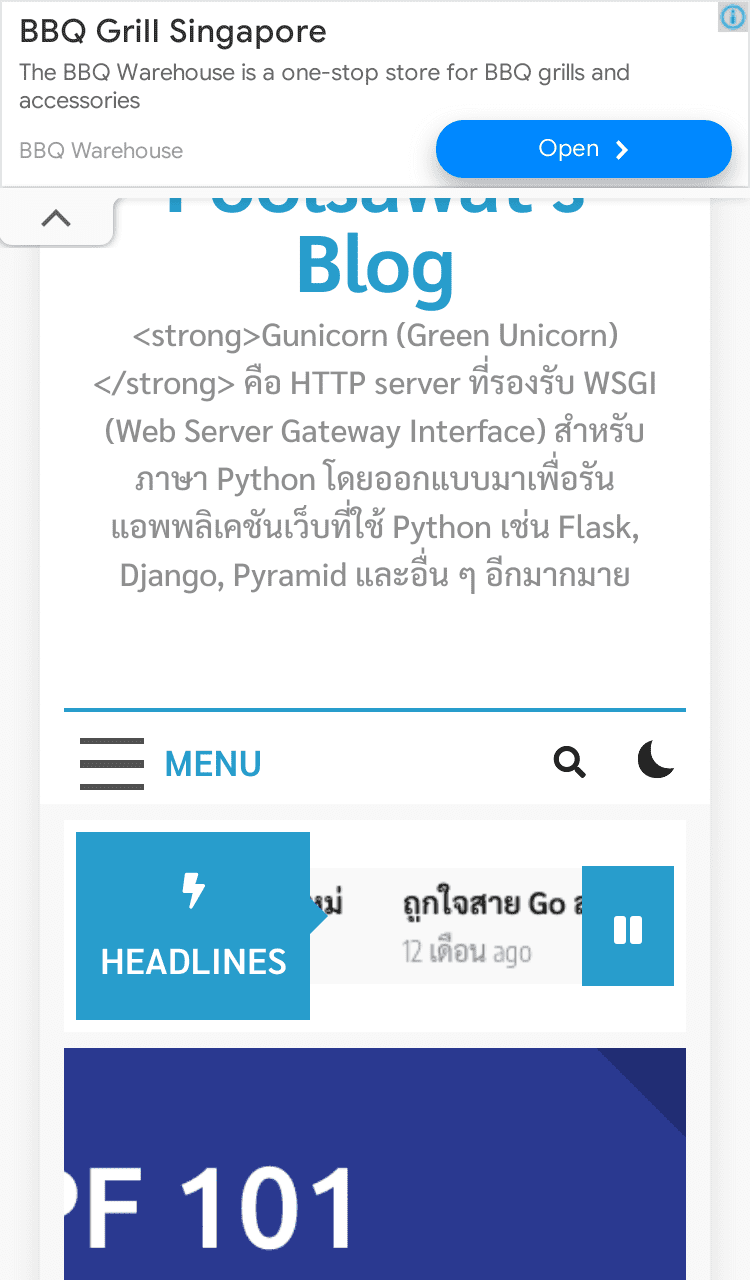 BBQ Grill Singapore
The BBQ Warehouse is a one-stop store for BBQ grills and
accessories
BBQ Warehouse
Open
Poolsawat's
Blog
<strong>Gunicorn (Green Unicorn)
</strong> คือ HTTP server ที่รองรับ WSGI
(Web Server Gateway Interface) สำหรับ
ภาษา Python โดยออกแบบมาเพื่อรัน
แอพพลิเคชันเว็บที่ใช้ Python เช่น Flask,
Django, Pyramid และอื่น ๆ อีกมากมาย
MENU
HEADLINES
ถูกใจสาย Go
12 เดือน ago
PF 101